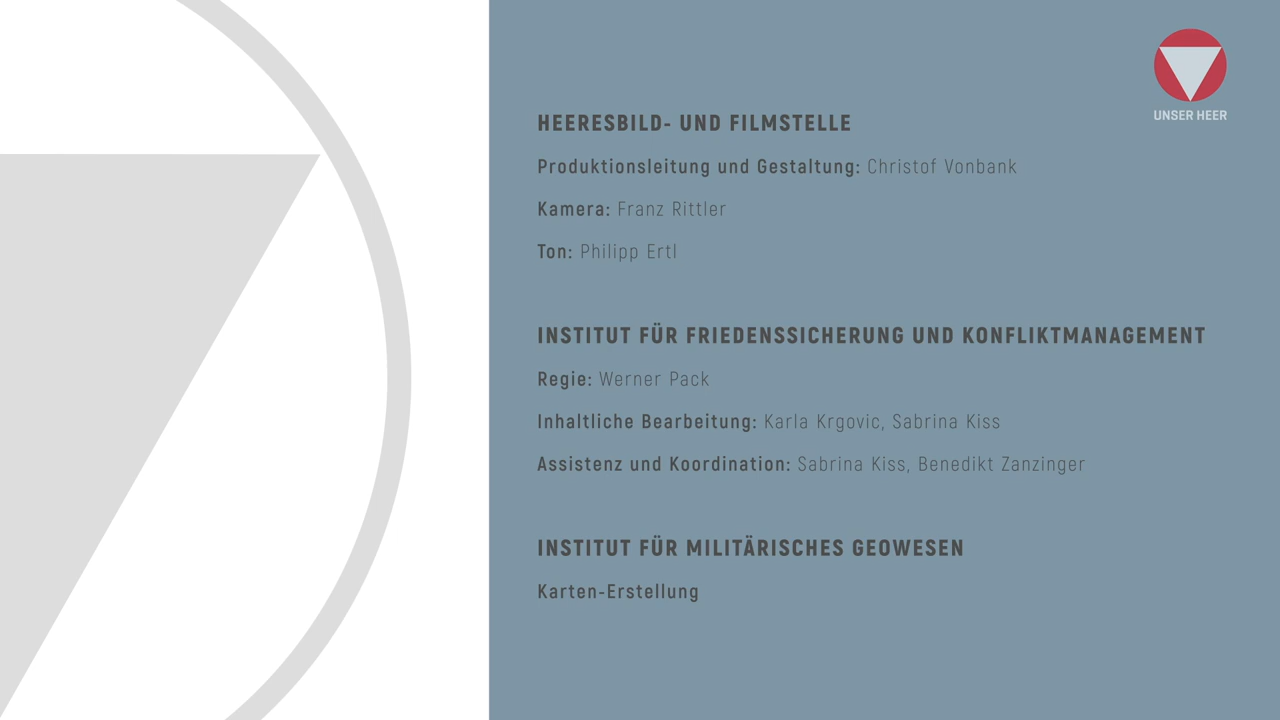 UNSER HEER
HEERESBILD- UND FILMSTELLE
Produktionsleitung und Gestaltung: Christof Vonbank
Kamera: Franz Rittler
Ton: Philipp Ertl
INSTITUT FÜR FRIEDENSSICHERUNG UND KONFLIKTMANAGEMENT
Regie: Werner Pack
Inhaltliche Bearbeitung: Karla Krgovic, Sabrina Kiss
Assistenz und Koordination: Sabrina Kiss, Benedikt Zanzinger
INSTITUT FÜR MILITÄRISCHES GEOWESEN
Karten-Erstellung